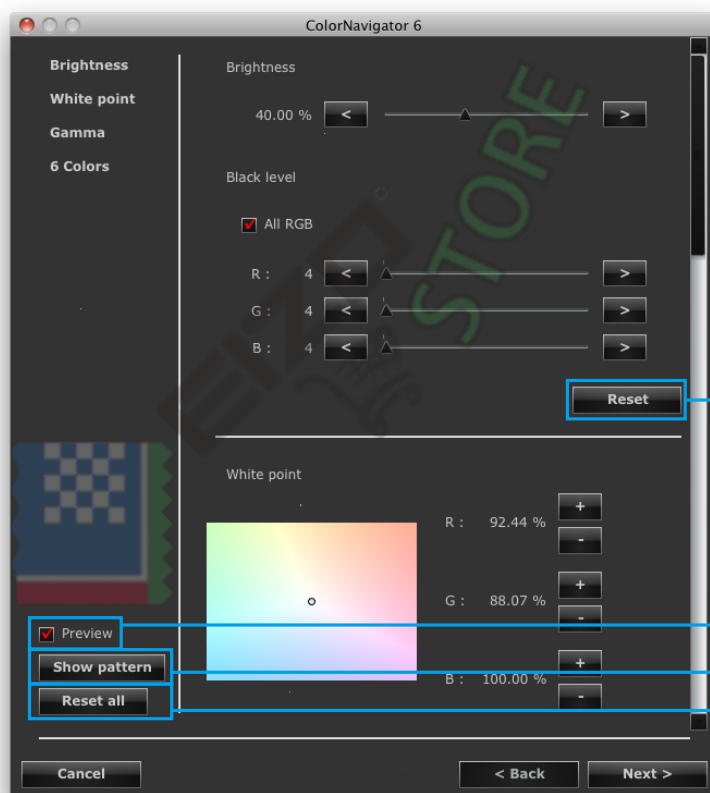 ColorNavigator 6
Brightness
White point
Gamma
6 Colors
Brightness
40.00 % < >
Black level
All RGB
R : 4 < >
G : 4 < >
B : 4 < >
Reset
White point
R : 92.44 % + -
G : 88.07 % + -
B : 100.00 % + -
Preview
Show pattern
Reset all
Cancel < Back Next >
EIZO STORE